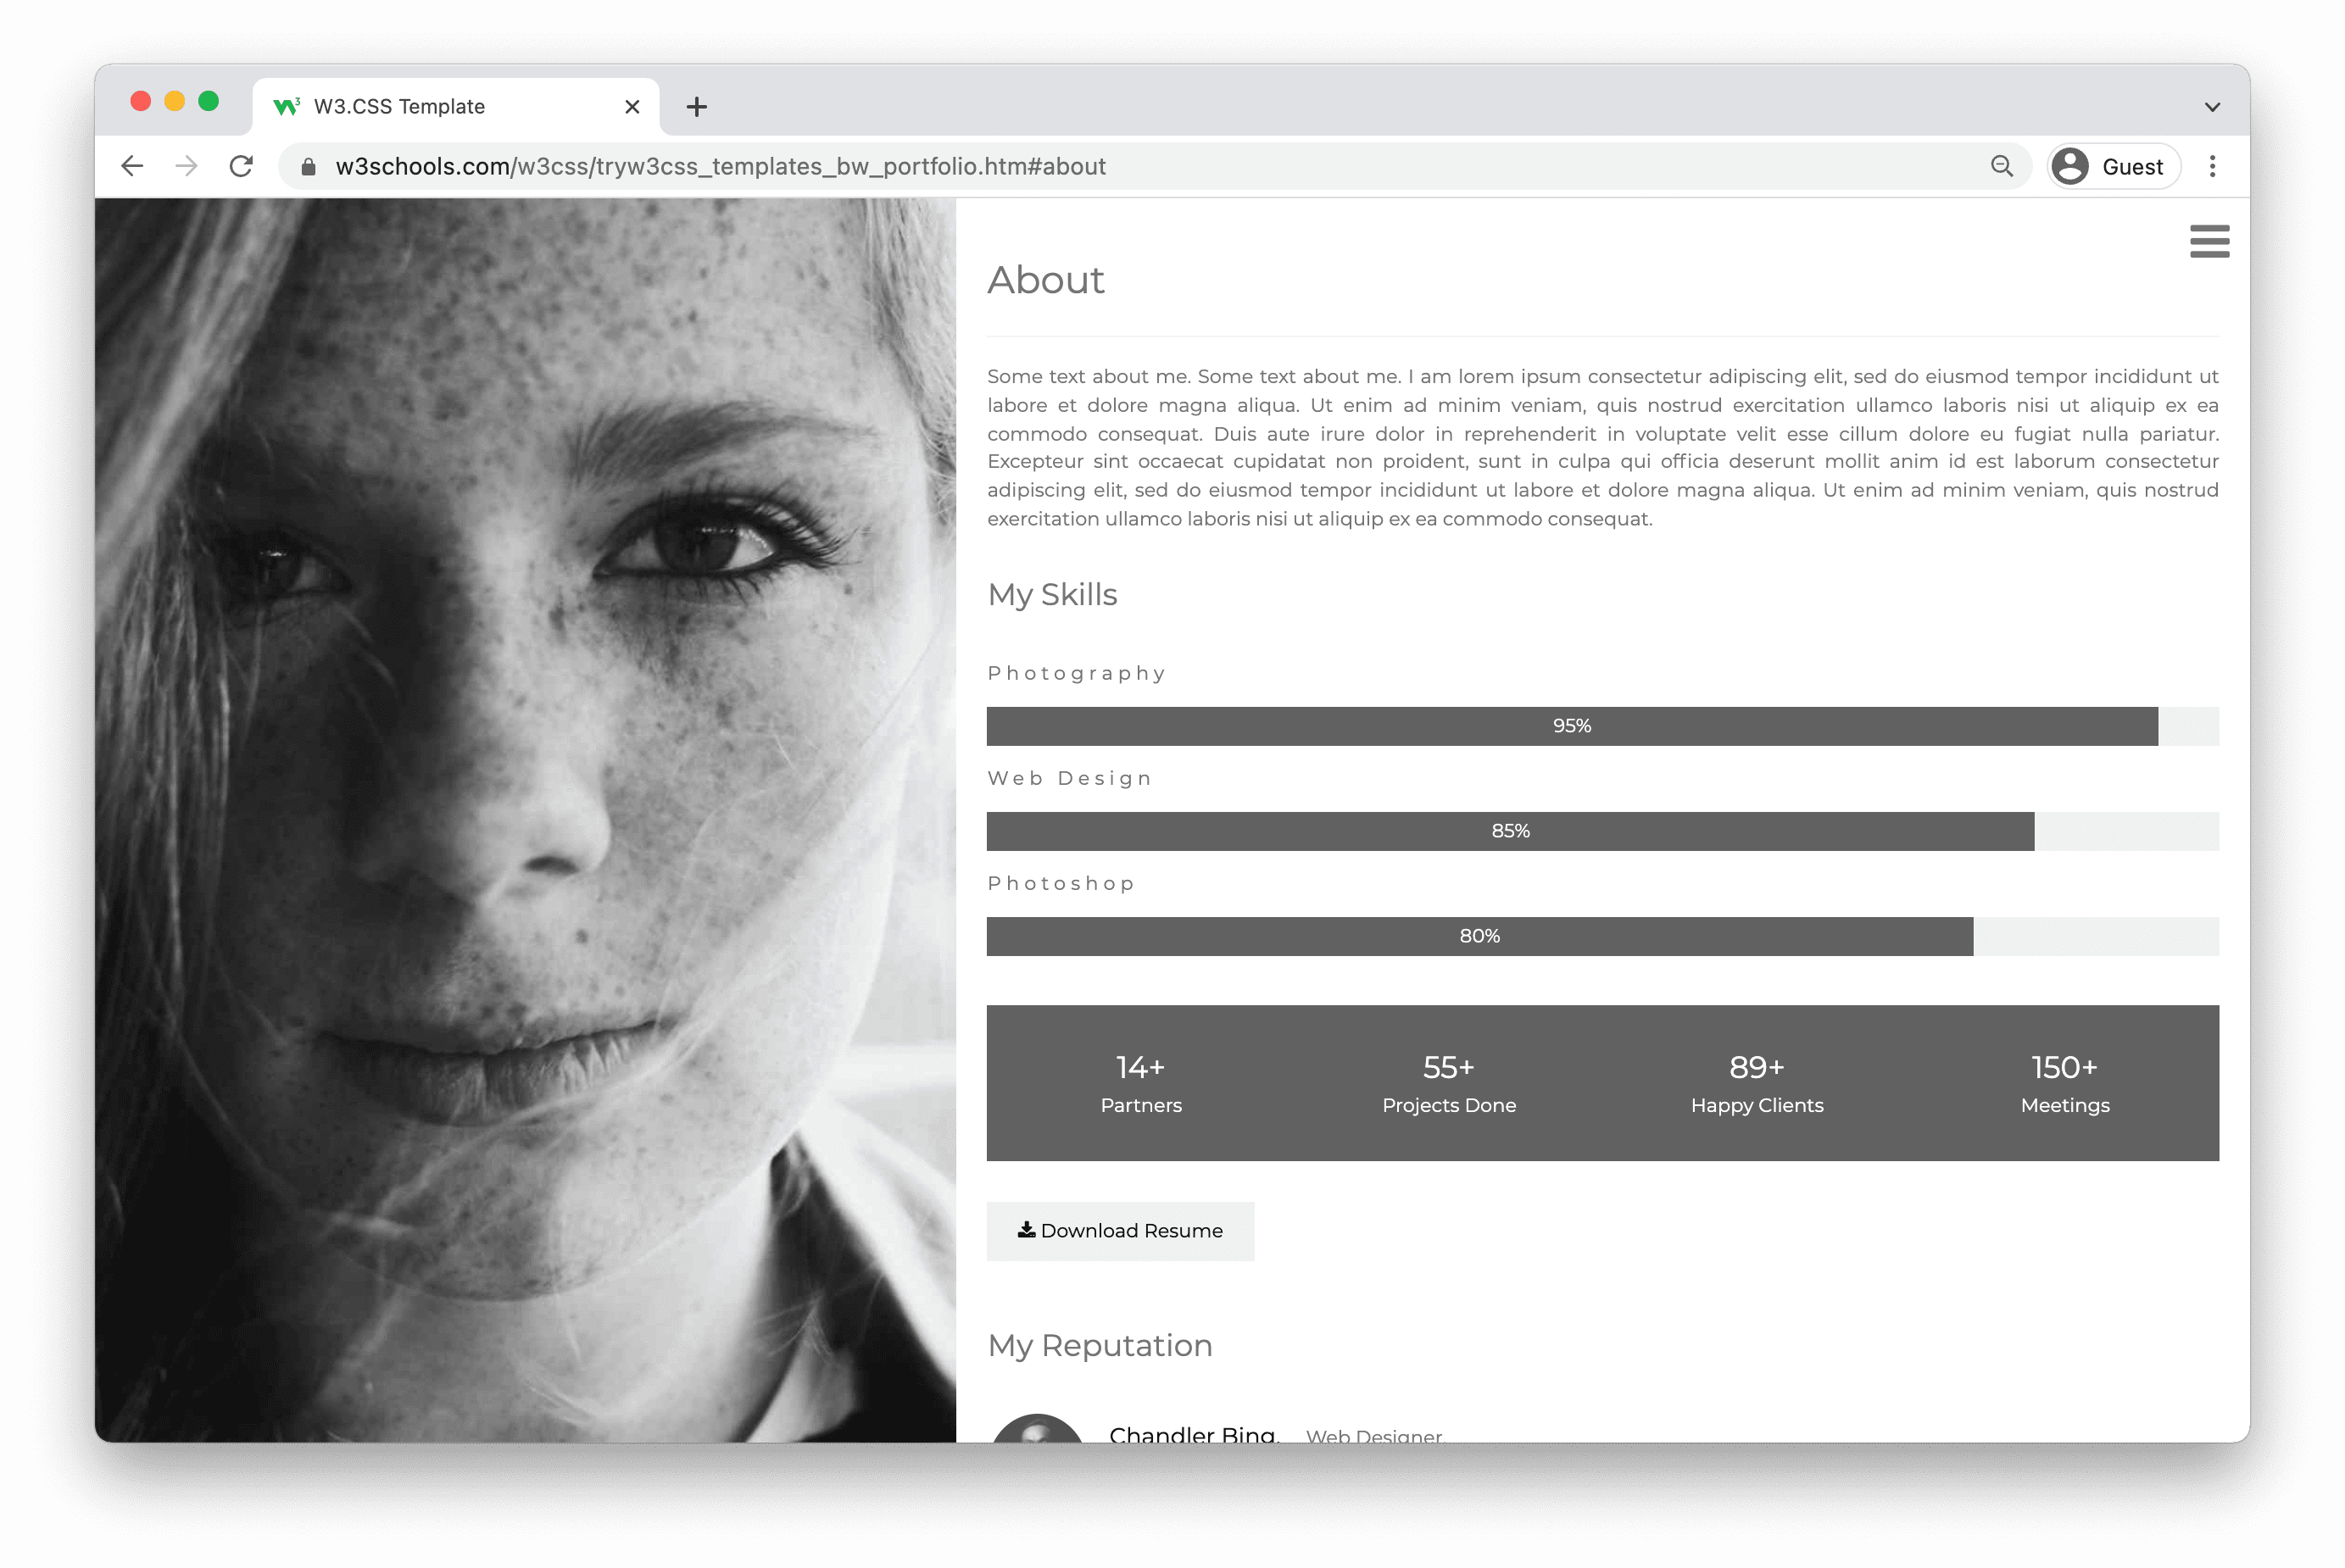 W3.CSS Template
w3schools.com/w3css/tryw3css_templates_bw_portfolio.htm#about
Guest
About
Some text about me. Some text about me. I am lorem ipsum consectetur adipiscing elit, sed do eiusmod tempor incididunt ut
labore et dolore magna aliqua. Ut enim ad minim veniam, quis nostrud exercitation ullamco laboris nisi ut aliquip ex ea
commodo consequat. Duis aute irure dolor in reprehenderit in voluptate velit esse cillum dolore eu fugiat nulla pariatur.
Excepteur sint occaecat cupidatat non proident, sunt in culpa qui officia deserunt mollit anim id est laborum consectetur
adipiscing elit, sed do eiusmod tempor incididunt ut labore et dolore magna aliqua. Ut enim ad minim veniam, quis nostrud
exercitation ullamco laboris nisi ut aliquip ex ea commodo consequat.
My Skills
Photography
95%
Web Design
85%
Photoshop
80%
14+ 55+ 89+ 150+
Partners Projects Done Happy Clients Meetings
Download Resume
My Reputation
Chandler Bing. Web Designer.